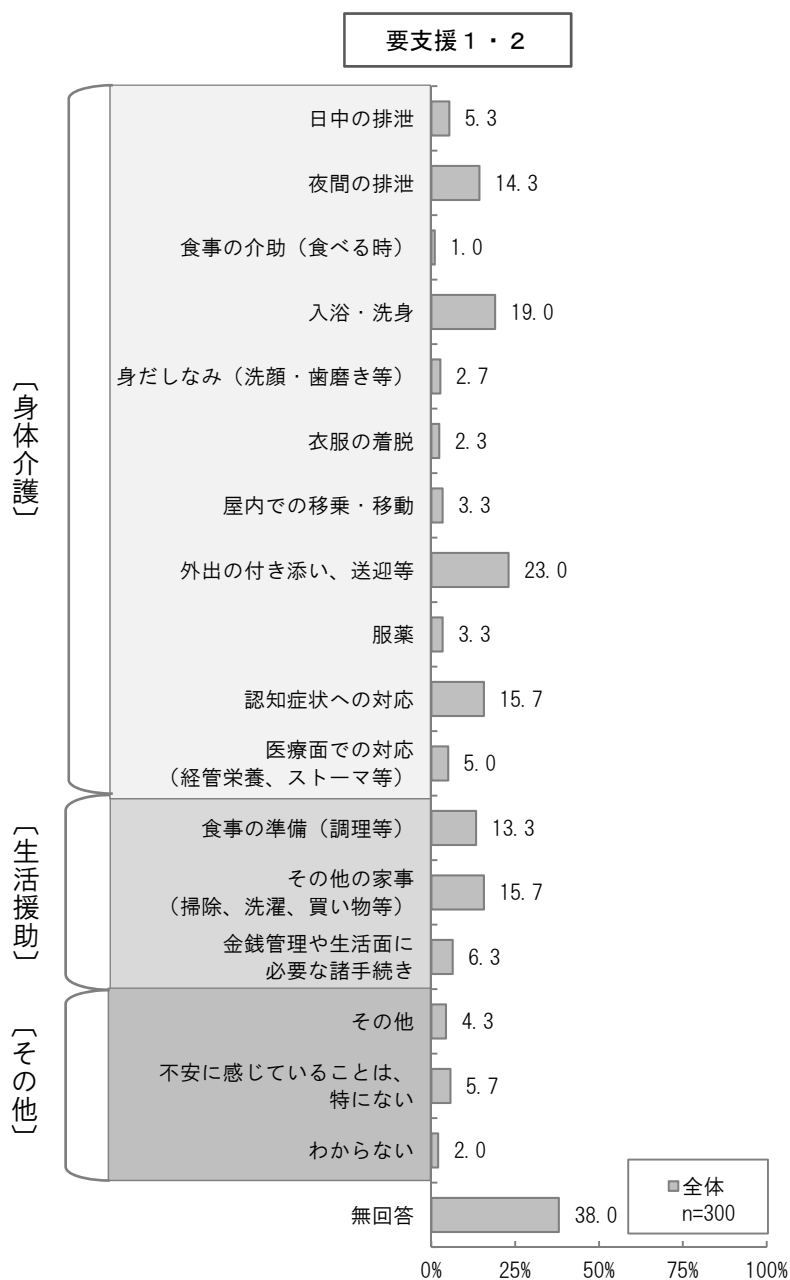 要支援１・２
〔身体介護〕
日中の排泄 5.3
夜間の排泄 14.3
食事の介助（食べる時） 1.0
入浴・洗身 19.0
身だしなみ（洗顔・歯磨き等） 2.7
衣服の着脱 2.3
屋内での移乗・移動 3.3
外出の付き添い、送迎等 23.0
服薬 3.3
認知症状への対応 15.7
医療面での対応
（経管栄養、ストーマ等） 5.0
〔生活援助〕
食事の準備（調理等） 13.3
その他の家事
（掃除、洗濯、買い物等） 15.7
金銭管理や生活面に
必要な諸手続き 6.3
〔その他〕
その他 4.3
不安に感じていることは、
特にない 5.7
わからない 2.0
無回答 38.0
全体
n=300
0% 25% 50% 75% 100%